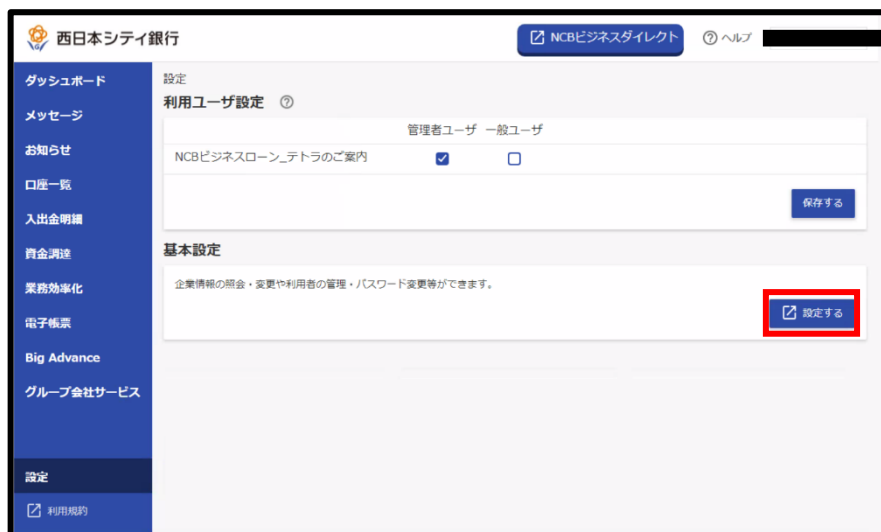 西日本シティ銀行
NCBビジネスダイレクト
ヘルプ
ダッシュボード
メッセージ
お知らせ
口座一覧
入出金明細
資金調達
業務効率化
電子帳票
Big Advance
グループ会社サービス
設定
利用規約
設定
利用ユーザ設定
管理者ユーザ 一般ユーザ
NCBビジネスローン_テトラのご案内
保存する
基本設定
企業情報の照会・変更や利用者の管理・パスワード変更等ができます。
設定する